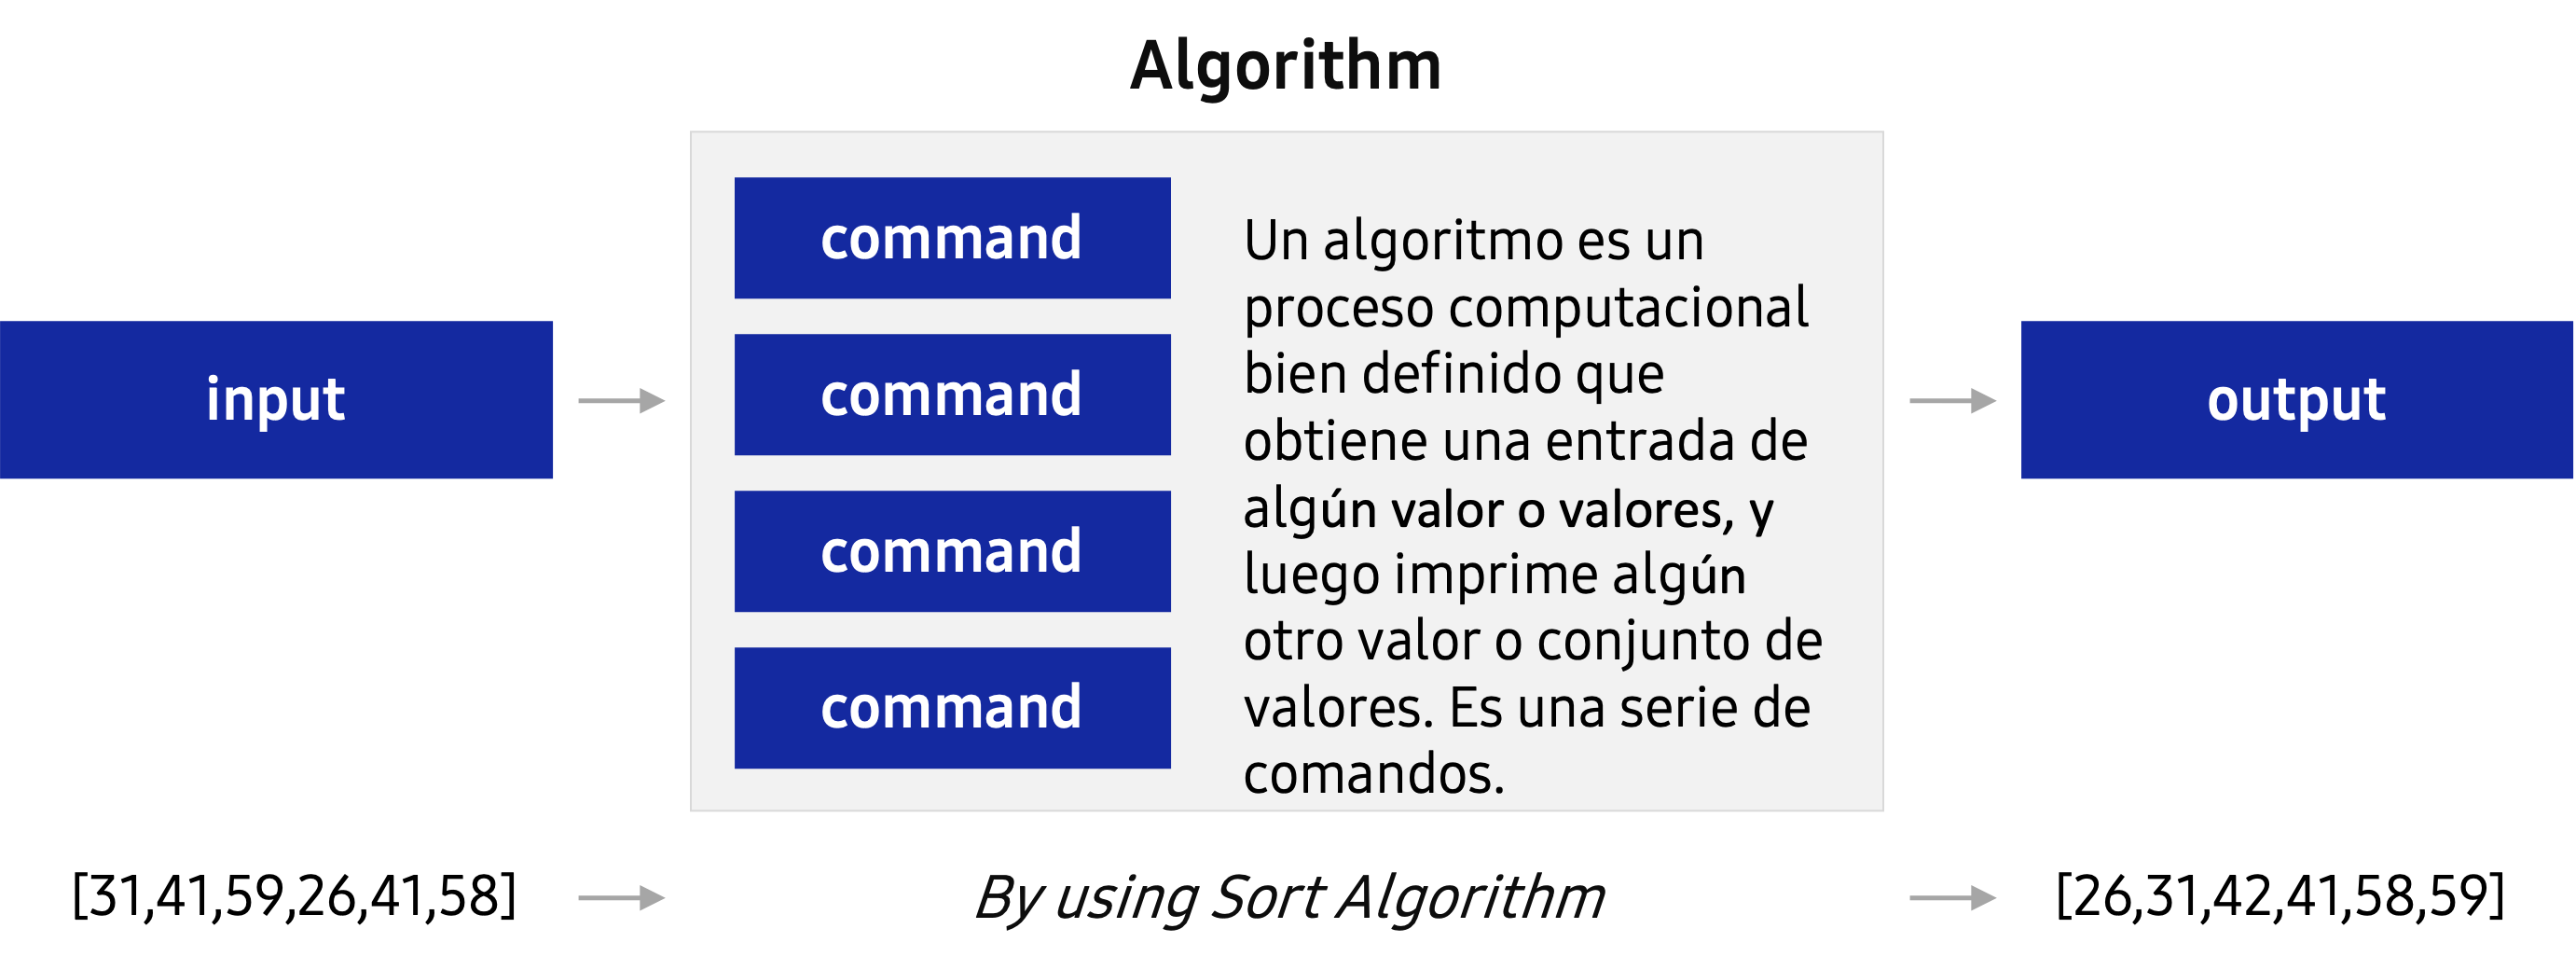 Algorithm
input
command
command
command
command
Un algoritmo es un
proceso computacional
bien definido que
obtiene una entrada de
algún valor o valores, y
luego imprime algún
otro valor o conjunto de
valores. Es una serie de
comandos.
output
[31,41,59,26,41,58]
By using Sort Algorithm
[26,31,42,41,58,59]